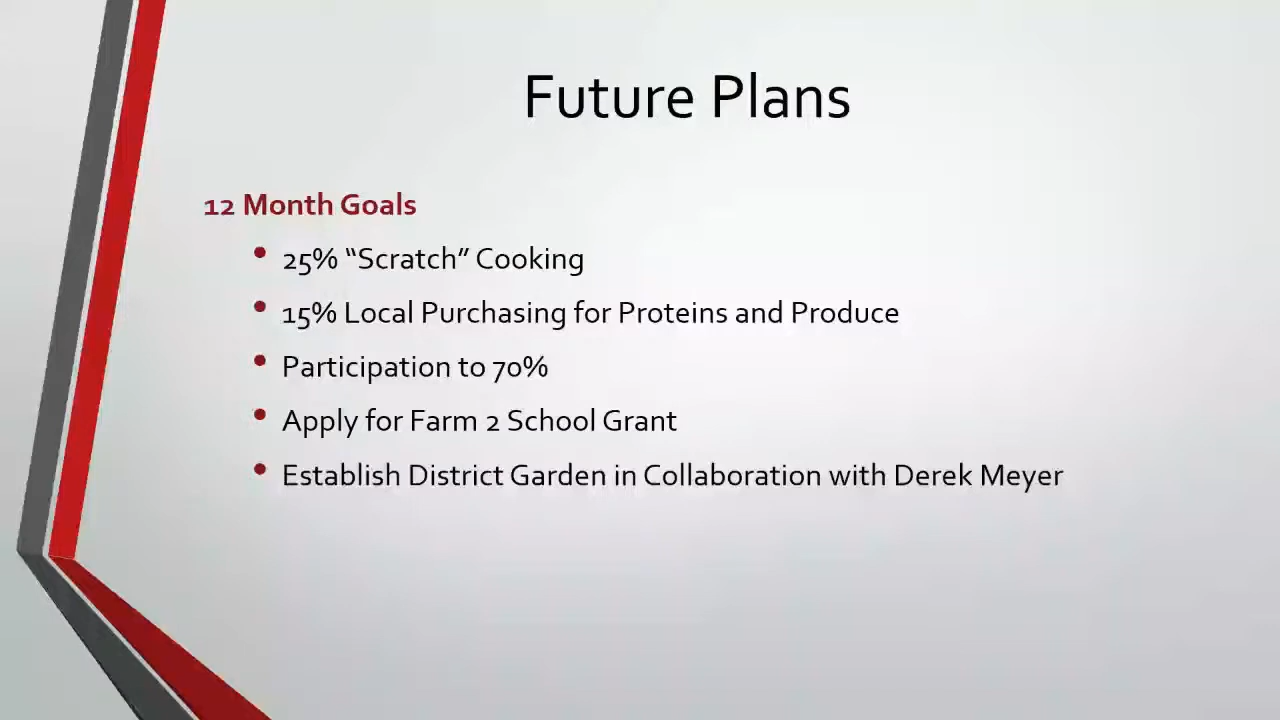 Future Plans
12 Month Goals
• 25% “Scratch” Cooking
• 15% Local Purchasing for Proteins and Produce
• Participation to 70%
• Apply for Farm 2 School Grant
• Establish District Garden in Collaboration with Derek Meyer